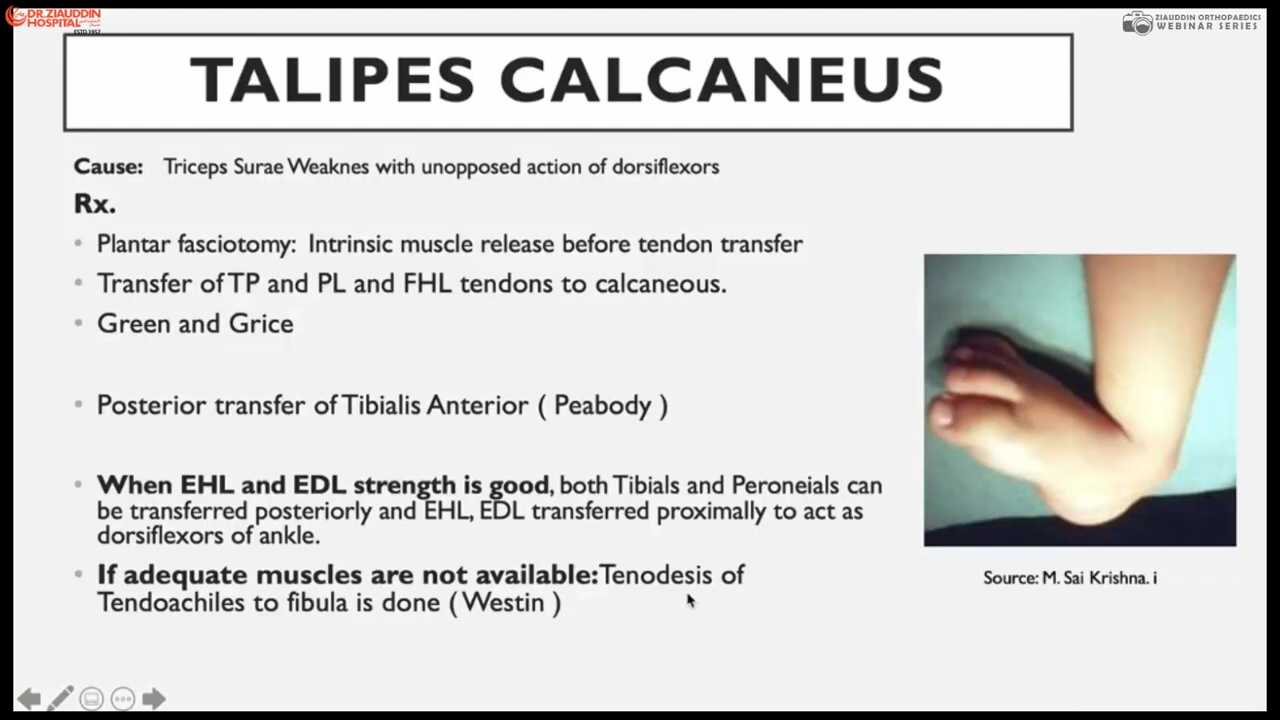 DR.ZIAUDDIN
HOSPITAL
ESTD 1957
ZIAUDDIN ORTHOPAEDICS
WEBINAR SERIES
TALIPES CALCANEUS
Cause: Triceps Surae Weaknes with unopposed action of dorsiflexors
Rx.
• Plantar fasciotomy: Intrinsic muscle release before tendon transfer
• Transfer of TP and PL and FHL tendons to calcaneous.
• Green and Grice
• Posterior transfer of Tibialis Anterior ( Peabody )
• When EHL and EDL strength is good, both Tibials and Peroneials can
be transferred posteriorly and EHL, EDL transferred proximally to act as
dorsiflexors of ankle.
• If adequate muscles are not available:Tenodesis of
Tendoachiles to fibula is done ( Westin )
Source: M. Sai Krishna. i